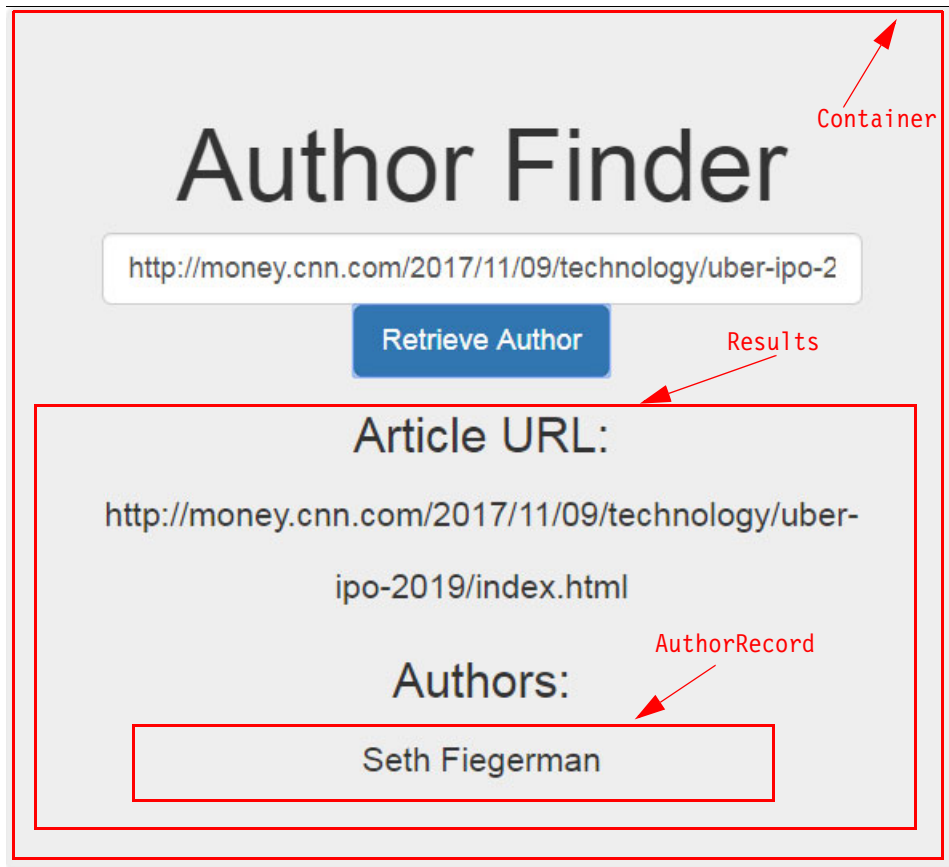 Container
Author Finder
http://money.cnn.com/2017/11/09/technology/uber-ipo-2
Retrieve Author
Results
Article URL:
http://money.cnn.com/2017/11/09/technology/uber-
ipo-2019/index.html
AuthorRecord
Authors:
Seth Fiegerman